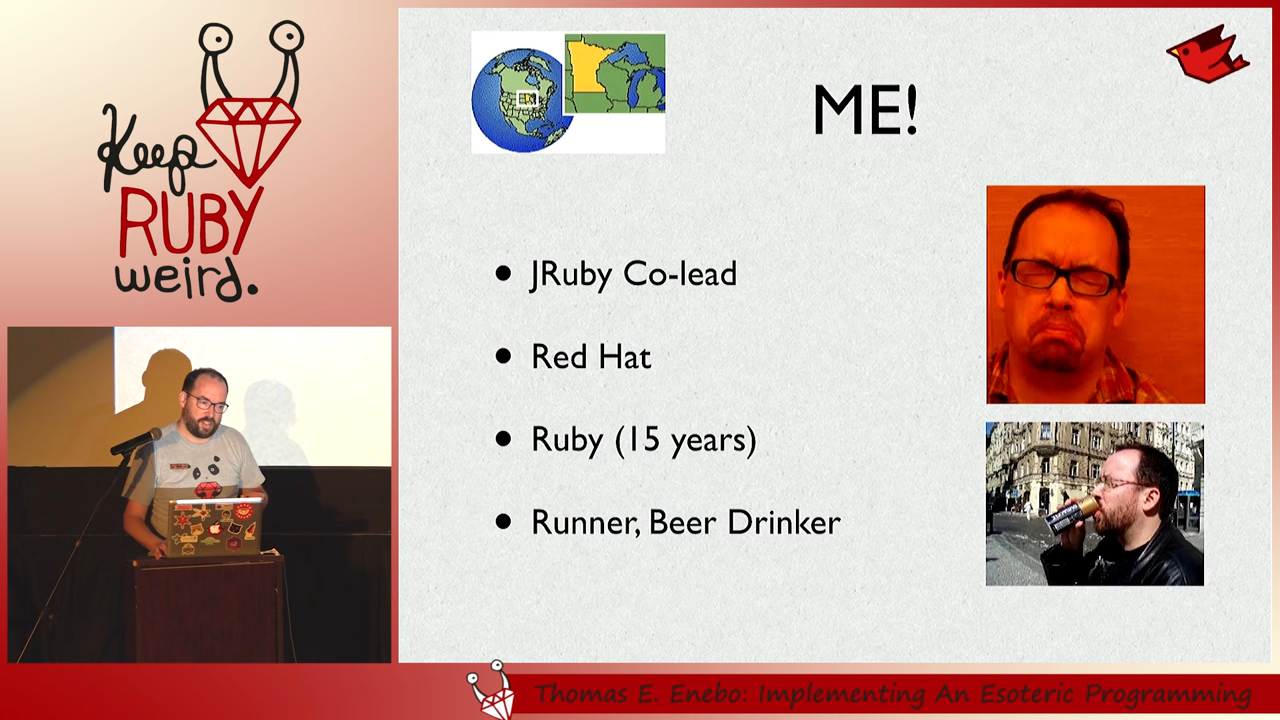 Keep
RUBY
weird.
ME!
• JRuby Co-lead
• Red Hat
• Ruby (15 years)
• Runner, Beer Drinker
Thomas E. Enebo: Implementing An Esoteric Programming